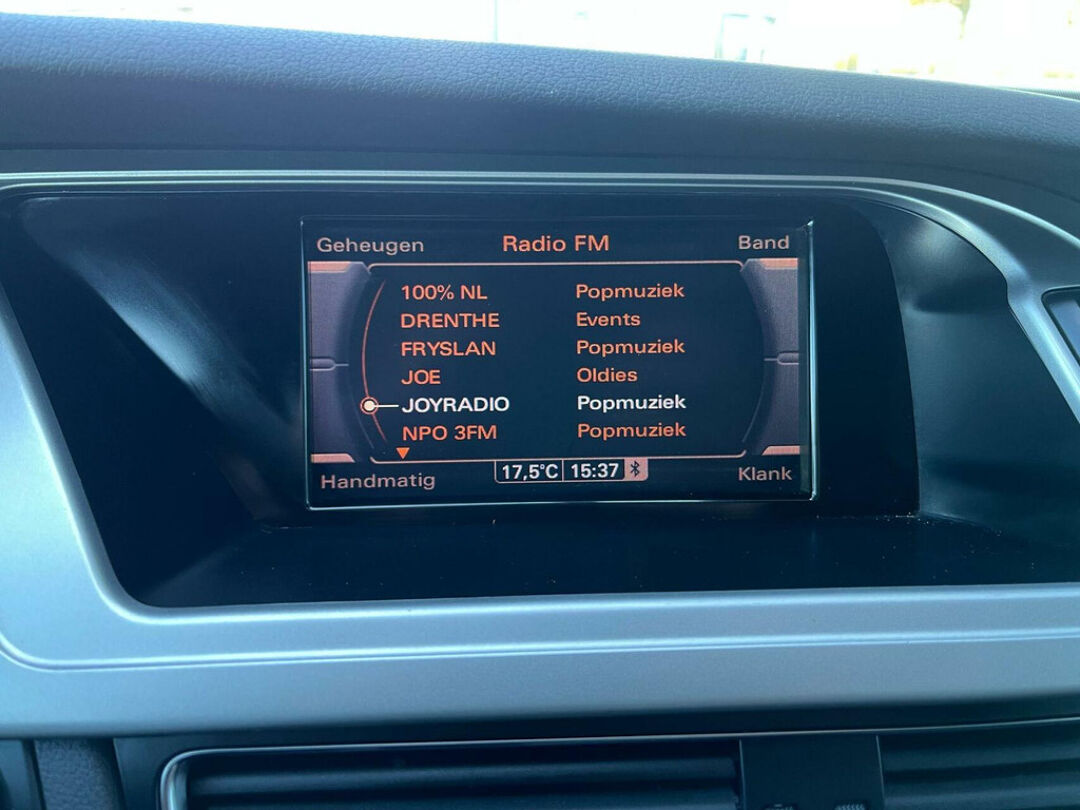 Geheugen Radio FM Band
100% NL Popmuziek
DRENTHE Events
FRYSLAN Popmuziek
JOE Oldies
JOYRADIO Popmuziek
NPO 3FM Popmuziek
Handmatig 17,5°C 15:37 Klank